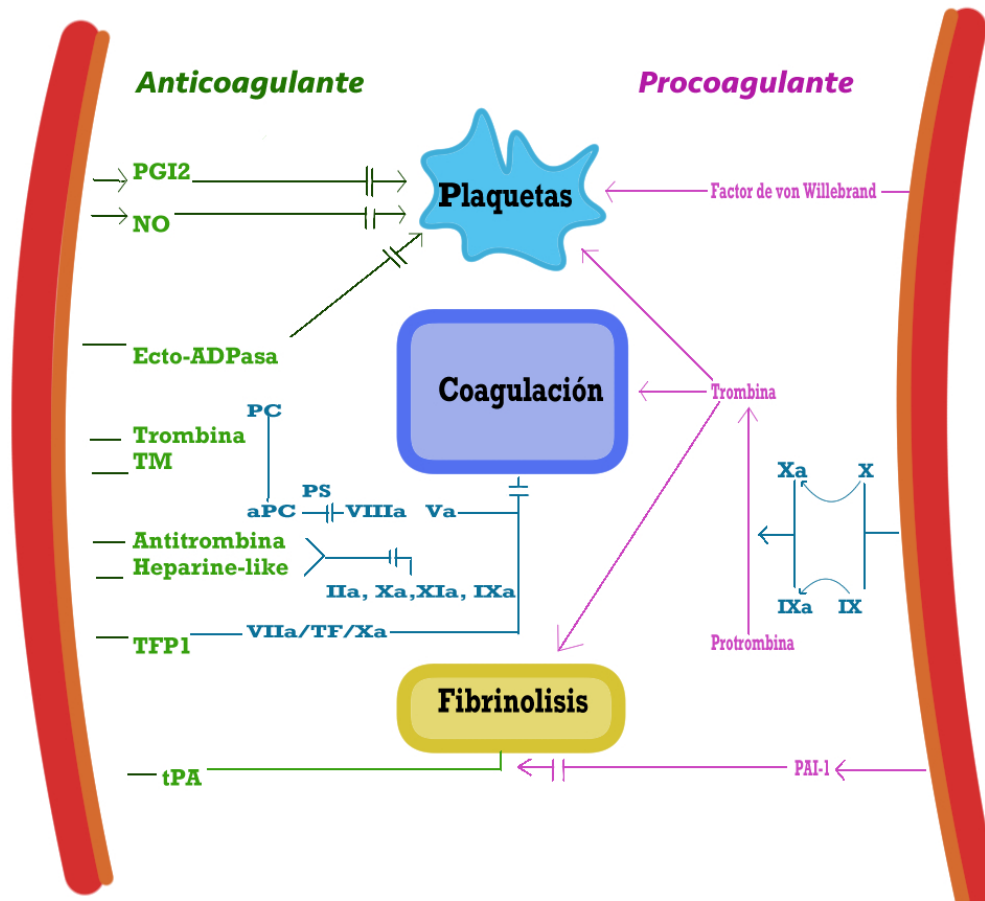 Anticoagulante
Procoagulante
PGI2
NO
Plaquetas
Factor de von Willebrand
Ecto-ADPasa
Coagulación
Trombina
PC
Trombina
TM
PS
aPC
VIIIa
Va
Xa
X
Antitrombina
Heparine-like
IIa, Xa,XIa, IXa
IXa
IX
TFP1
VIIa/TF/Xa
Protrombina
Fibrinolisis
tPA
PAI-1